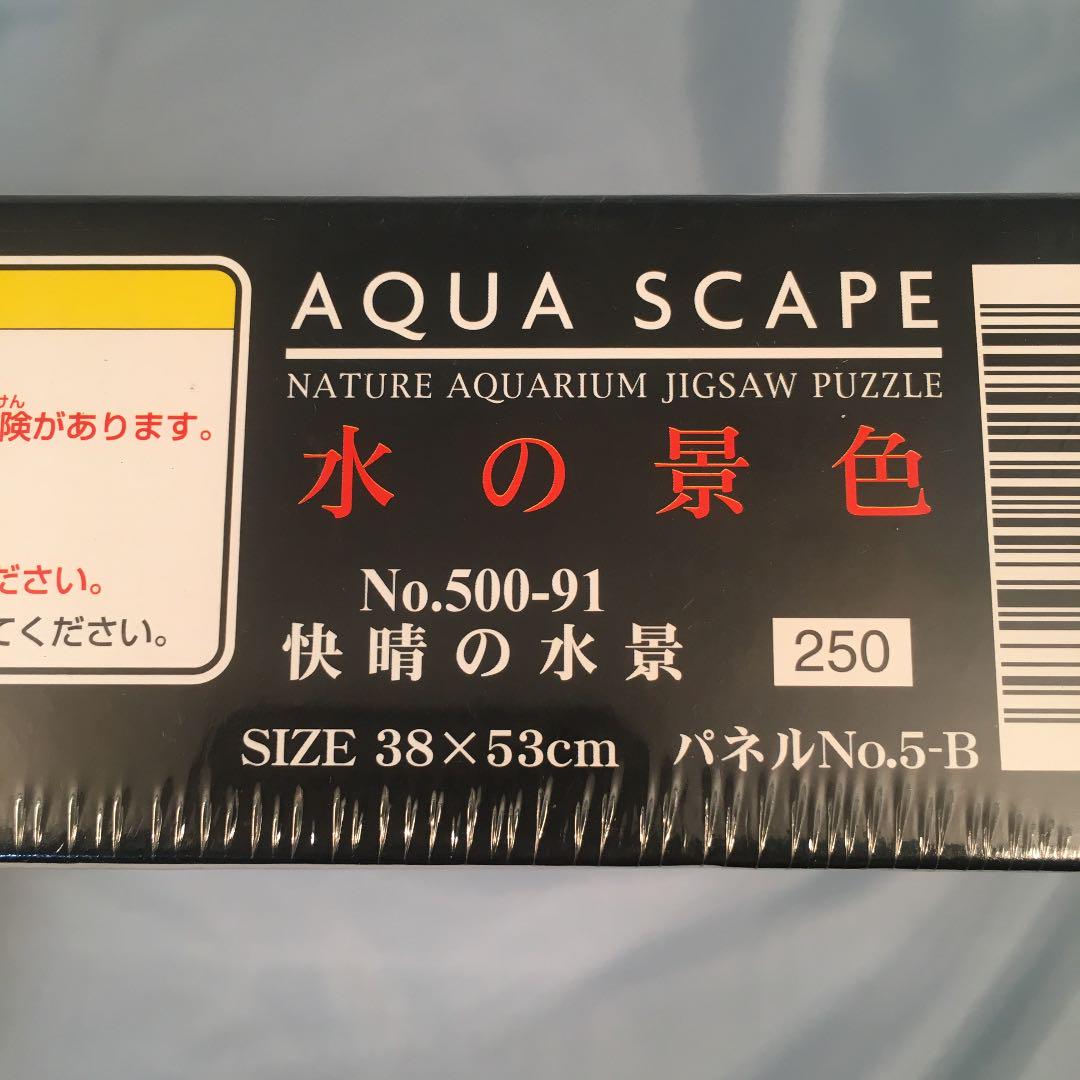 AQUA SCAPE
NATURE AQUARIUM JIGSAW PUZZLE
水の景色
No.500-91
快晴の水景
250
SIZE 38×53cm パネルNo.5-B
けん
険があります。
ださい。
てください。